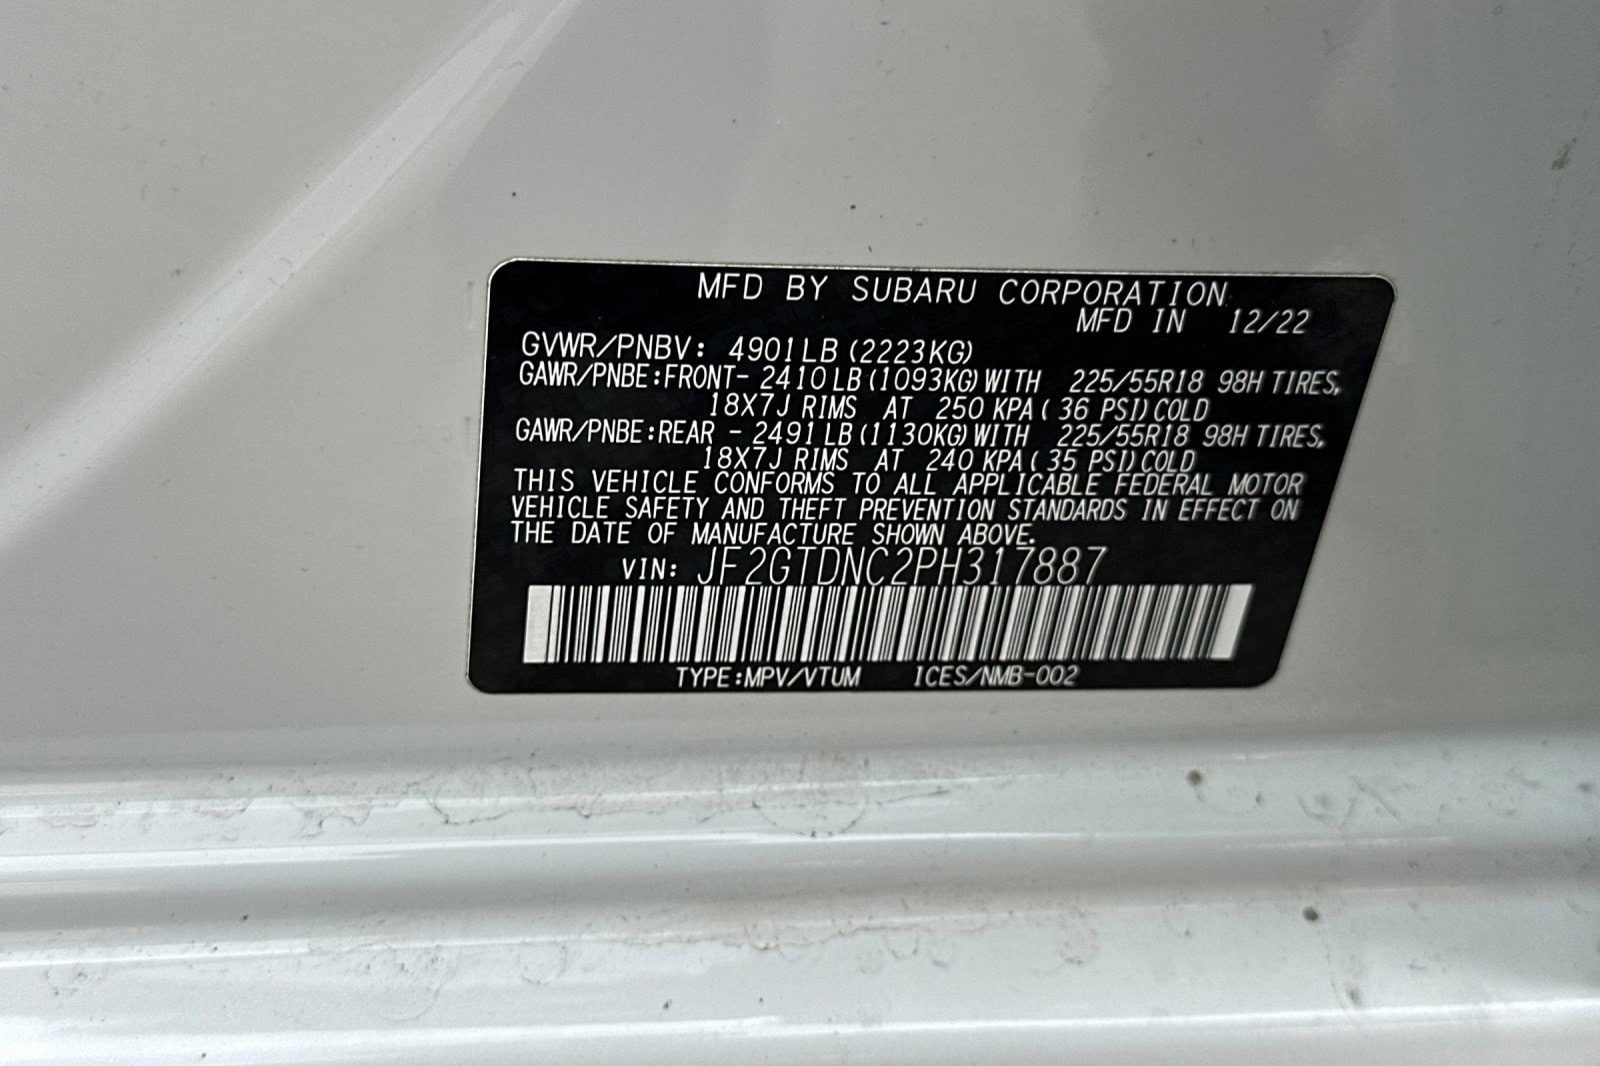 MFD BY SUBARU CORPORATION
MFD IN 12/22
GVWR/PNBV: 4901LB (2223KG)
GAWR/PNBE:FRONT- 2410LB (1093KG) WITH 225/55R18 98H TIRES,
18X7J RIMS AT 250 KPA ( 36 PSI) COLD
GAWR/PNBE:REAR - 2491LB (1130KG) WITH 225/55R18 98H TIRES,
18X7J RIMS AT 240 KPA ( 35 PSI) COLD
THIS VEHICLE CONFORMS TO ALL APPLICABLE FEDERAL MOTOR
VEHICLE SAFETY AND THEFT PREVENTION STANDARDS IN EFFECT ON
THE DATE OF MANUFACTURE SHOWN ABOVE.
VIN: JF2GTDNC2PH317887
TYPE:MPV/VTUM ICES/NMB-002